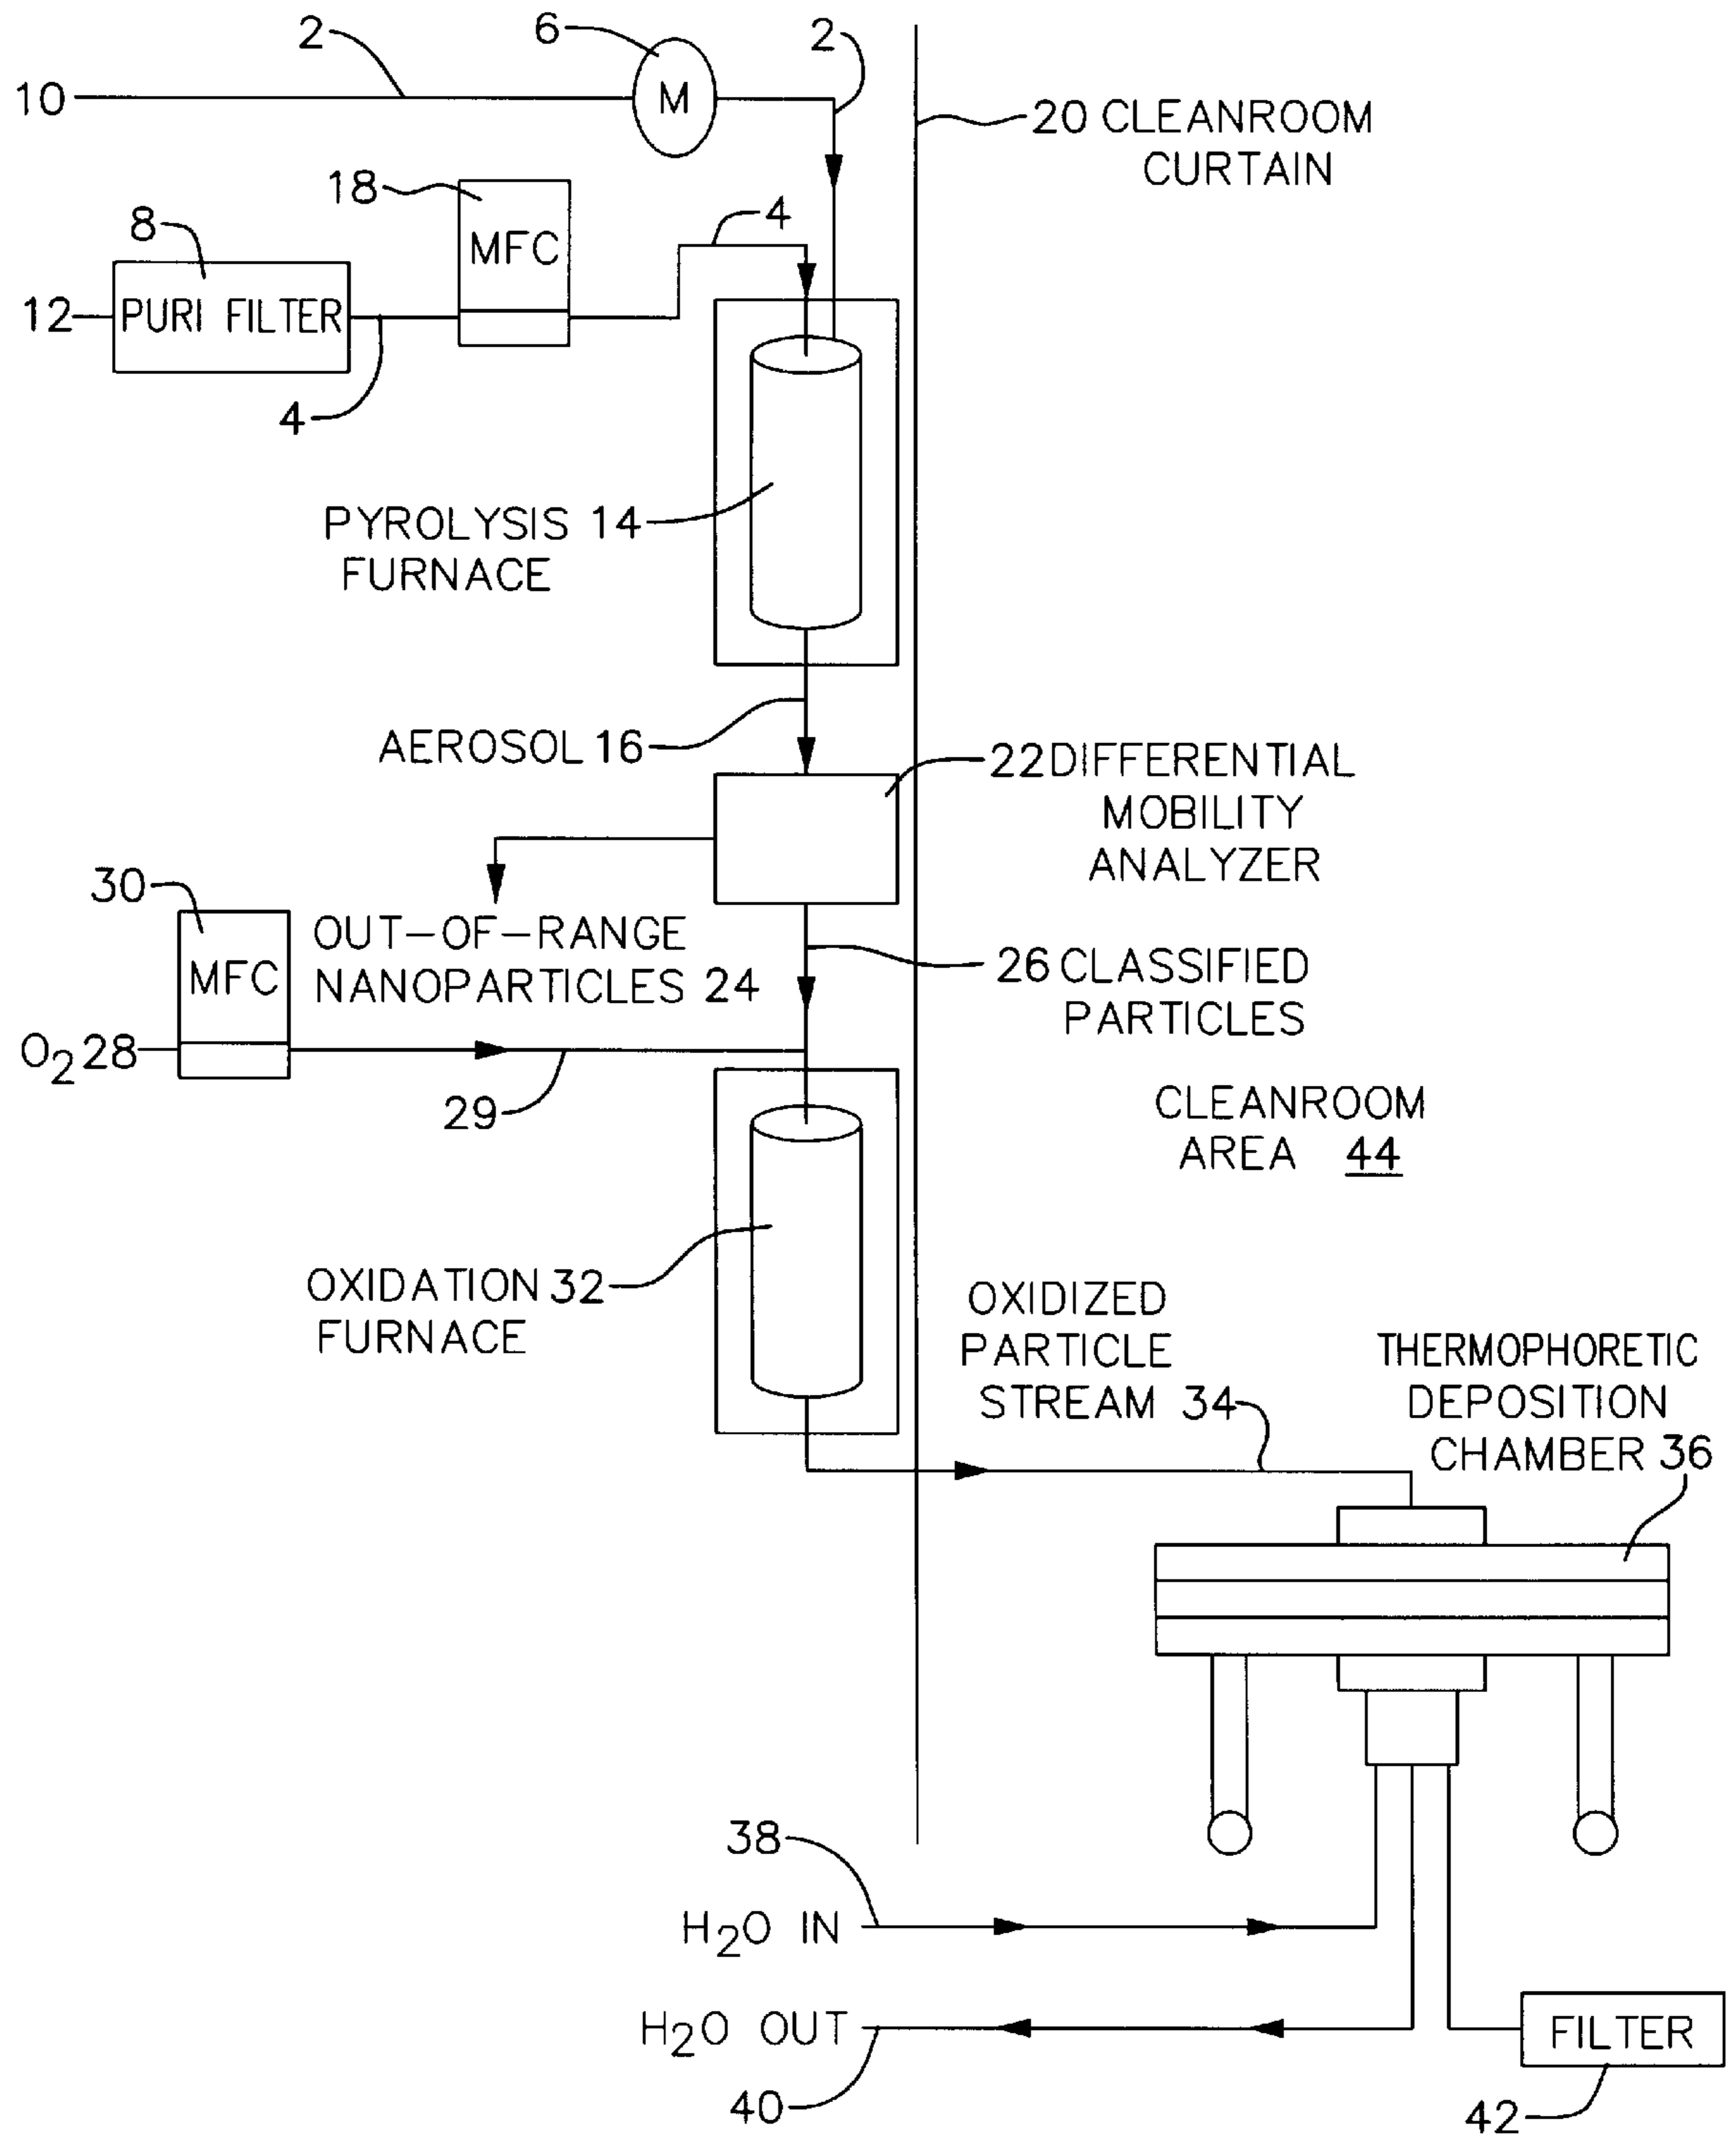 2
6
2
10
M
20 CLEANROOM
CURTAIN
18
MFC
4
8
12
PURI FILTER
4
PYROLYSIS 14
FURNACE
AEROSOL 16
22 DIFFERENTIAL
MOBILITY
ANALYZER
30
MFC
OUT-OF-RANGE
NANOPARTICLES 24
26 CLASSIFIED
PARTICLES
O2 28
29
CLEANROOM
AREA 44
OXIDATION 32
FURNACE
OXIDIZED
PARTICLE
STREAM 34
THERMOPHORETIC
DEPOSITION
CHAMBER 36
38
H2O IN
H2O OUT
40
FILTER
42